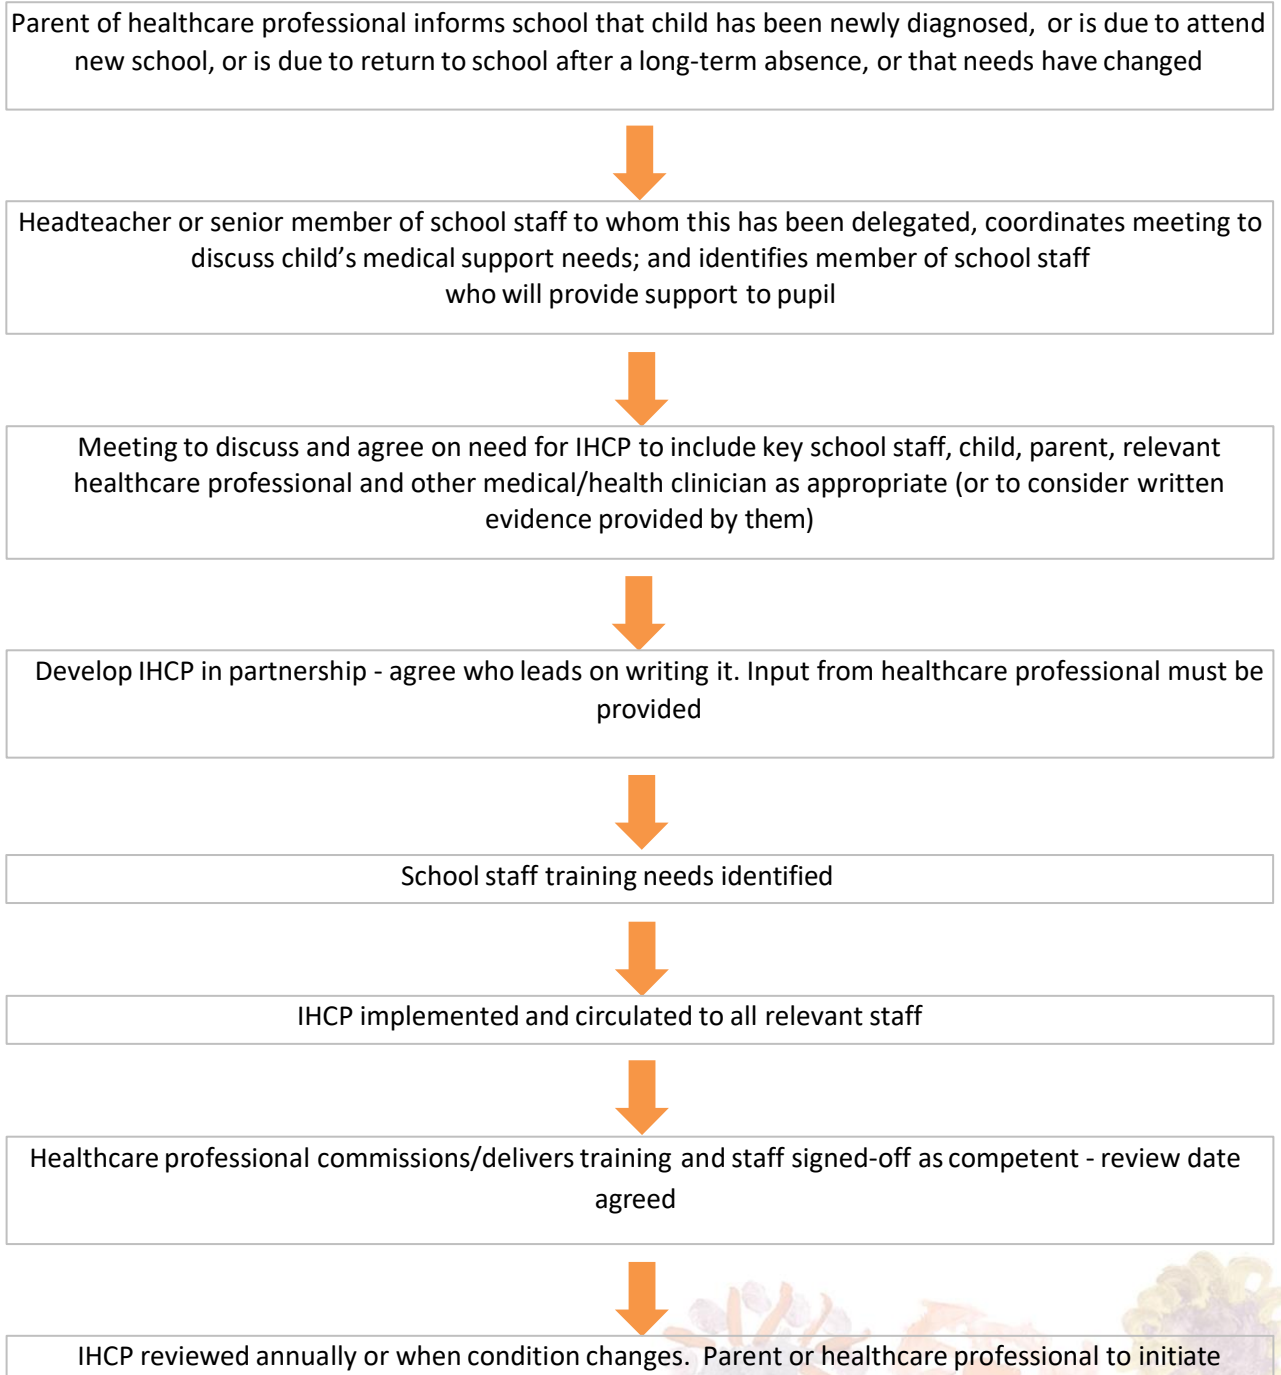 Parent of healthcare professional informs school that child has been newly diagnosed, or is due to attend
new school, or is due to return to school after a long-term absence, or that needs have changed
Headteacher or senior member of school staff to whom this has been delegated, coordinates meeting to
discuss child’s medical support needs; and identifies member of school staff
who will provide support to pupil
Meeting to discuss and agree on need for IHCP to include key school staff, child, parent, relevant
healthcare professional and other medical/health clinician as appropriate (or to consider written
evidence provided by them)
Develop IHCP in partnership - agree who leads on writing it. Input from healthcare professional must be
provided
School staff training needs identified
IHCP implemented and circulated to all relevant staff
Healthcare professional commissions/delivers training and staff signed-off as competent - review date
agreed
IHCP reviewed annually or when condition changes. Parent or healthcare professional to initiate